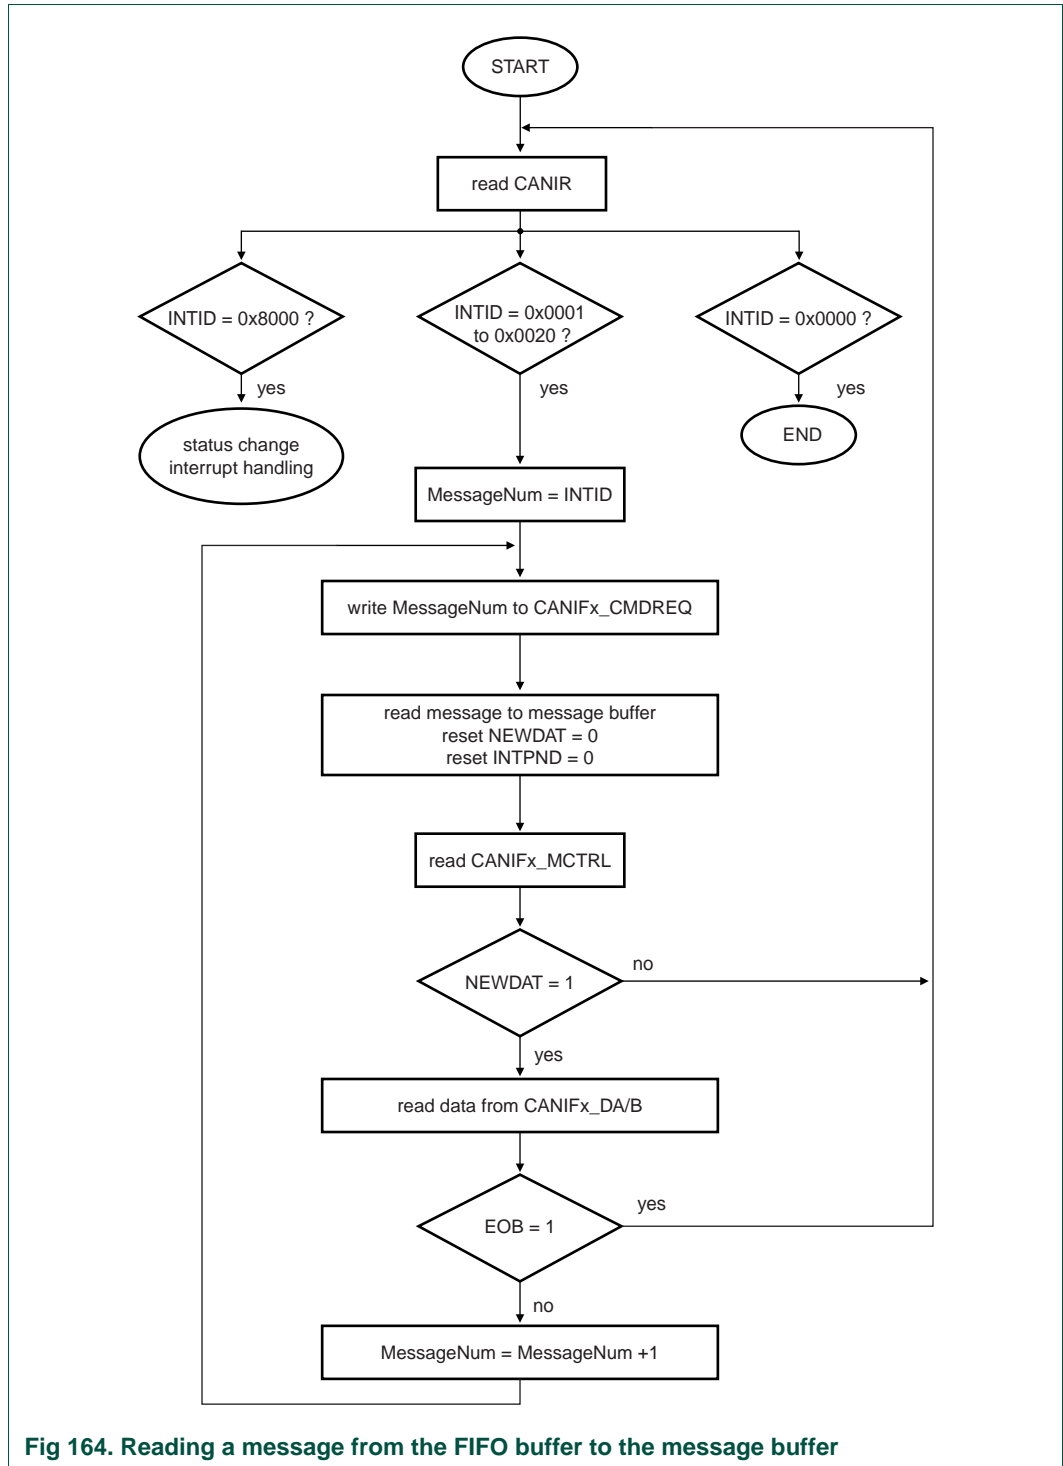 START
read CANIR
INTID = 0x8000 ?
INTID = 0x0001
to 0x0020 ?
INTID = 0x0000 ?
yes
yes
yes
status change
interrupt handling
END
MessageNum = INTID
write MessageNum to CANIFx_CMDREQ
read message to message buffer
reset NEWDAT = 0
reset INTPND = 0
read CANIFx_MCTRL
NEWDAT = 1
no
yes
read data from CANIFx_DA/B
EOB = 1
yes
no
MessageNum = MessageNum +1
Fig 164. Reading a message from the FIFO buffer to the message buffer